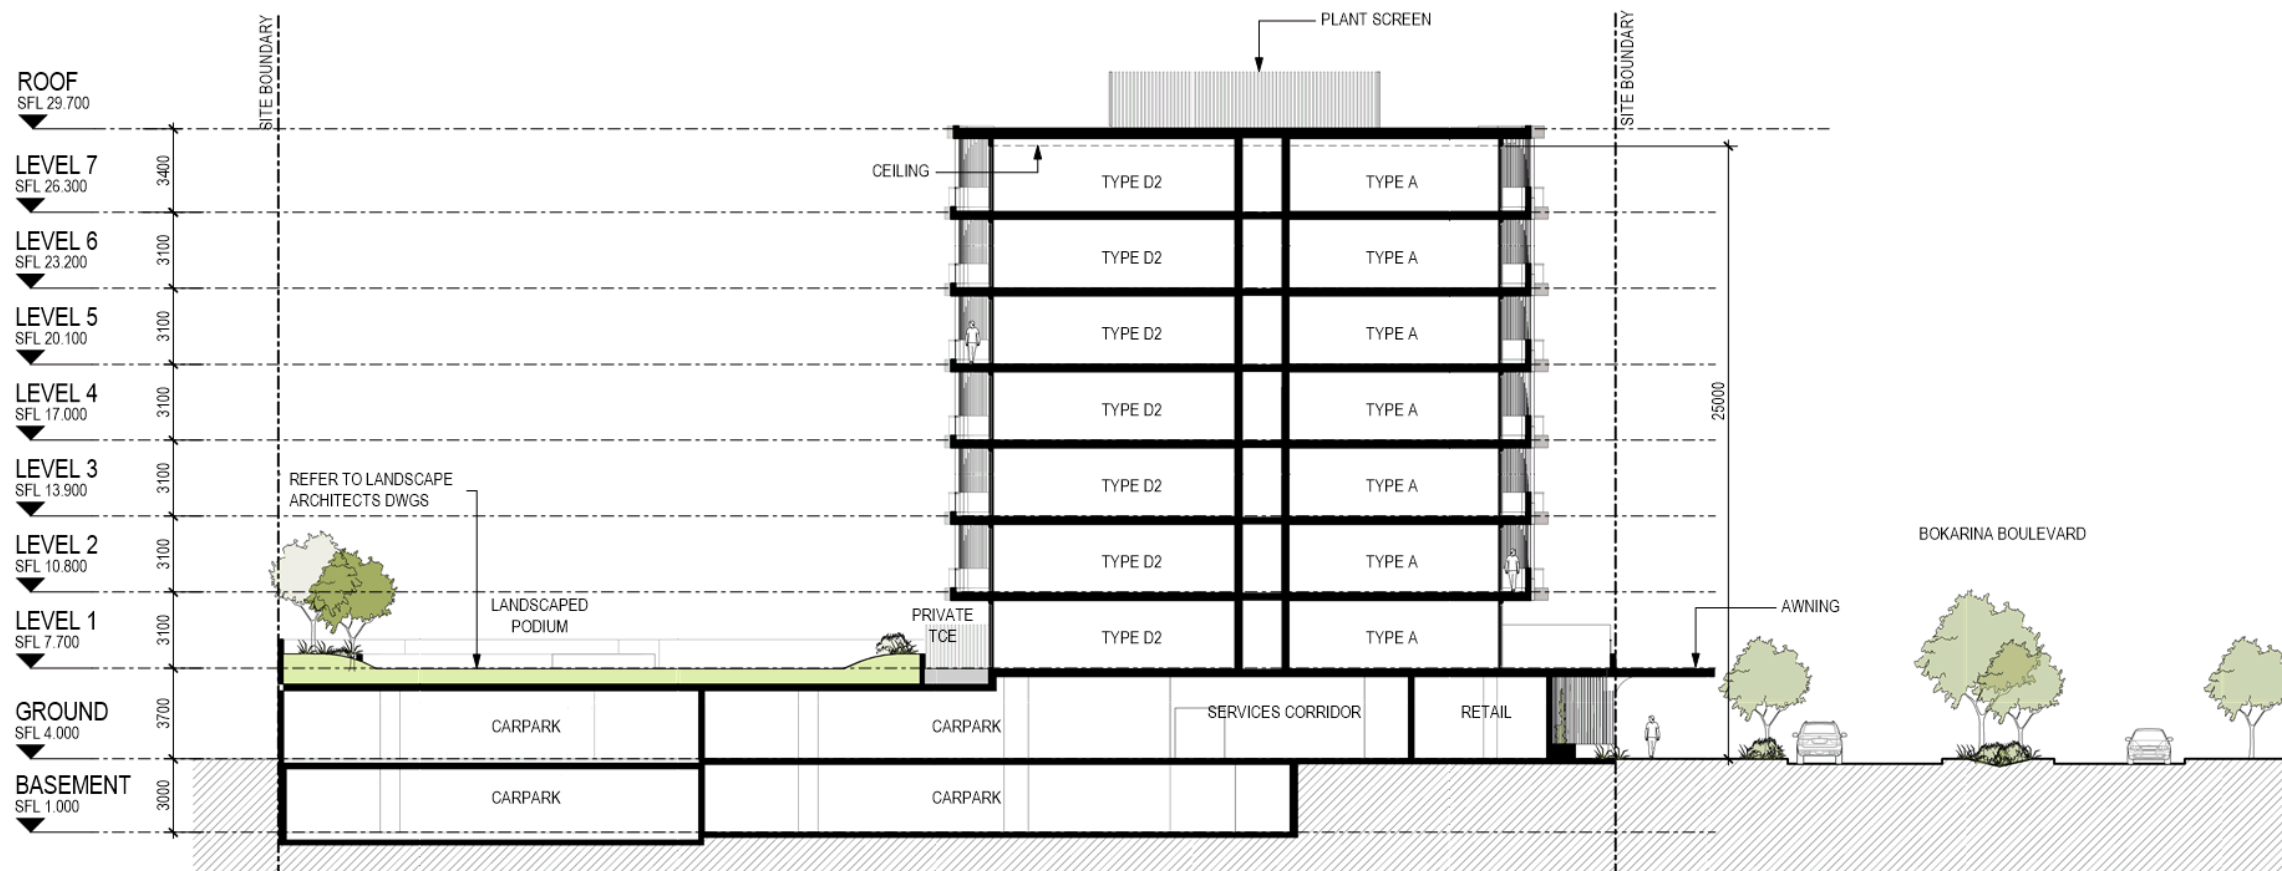 PLANT SCREEN
SITE BOUNDARY
SITE BOUNDARY
ROOF
SFL 29.700
LEVEL 7
SFL 26.300
3400
CEILING
TYPE D2
TYPE A
LEVEL 6
SFL 23.200
3100
TYPE D2
TYPE A
LEVEL 5
SFL 20.100
3100
TYPE D2
TYPE A
LEVEL 4
SFL 17.000
3100
TYPE D2
TYPE A
25000
LEVEL 3
SFL 13.900
3100
REFER TO LANDSCAPE
ARCHITECTS DWGS
TYPE D2
TYPE A
LEVEL 2
SFL 10.800
3100
TYPE D2
TYPE A
BOKARINA BOULEVARD
LEVEL 1
SFL 7.700
3100
LANDSCAPED
PODIUM
PRIVATE
TCE
TYPE D2
TYPE A
AWNING
GROUND
SFL 4.000
3700
CARPARK
CARPARK
SERVICES CORRIDOR
RETAIL
BASEMENT
SFL 1.000
3000
CARPARK
CARPARK